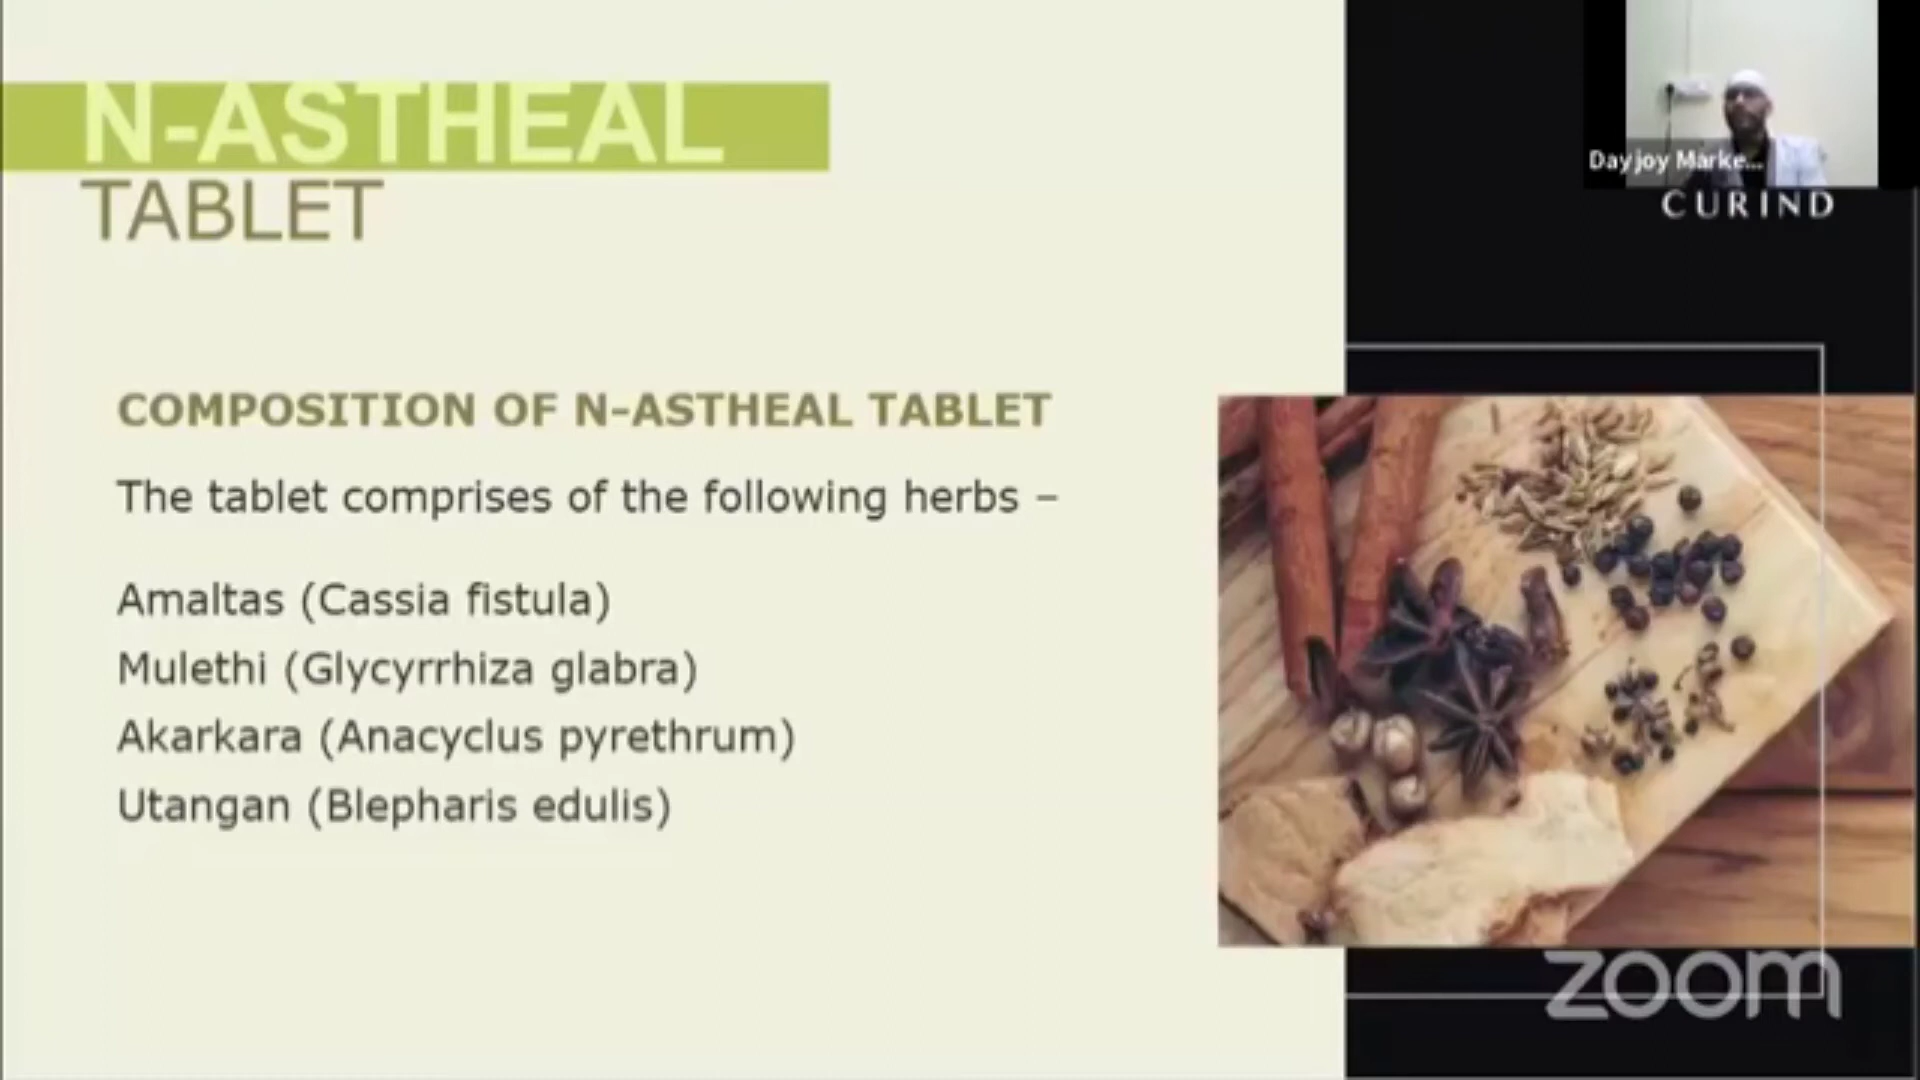 N-ASTHEAL
TABLET
Dayjoy Marke...
CURIND
COMPOSITION OF N-ASTHEAL TABLET
The tablet comprises of the following herbs –
Amaltas (Cassia fistula)
Mulethi (Glycyrrhiza glabra)
Akarkara (Anacyclus pyrethrum)
Utangan (Blepharis edulis)
zoom